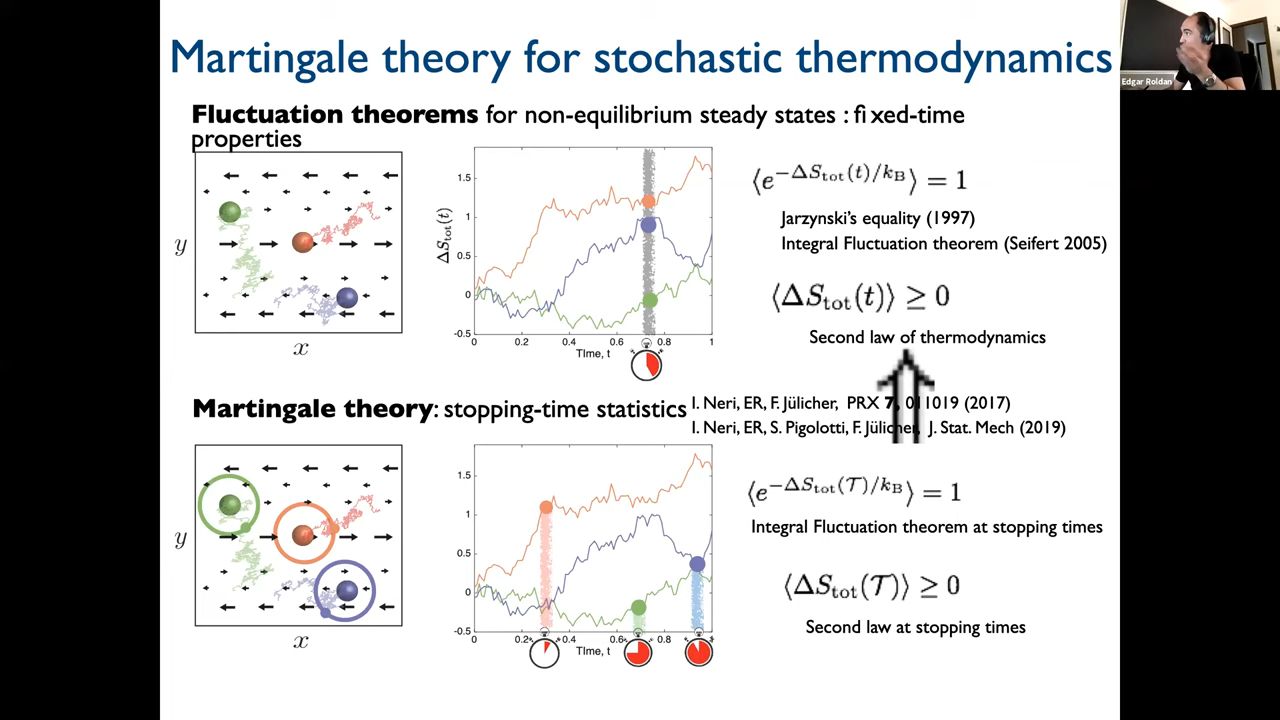 Martingale theory for stochastic thermodynamics
Edgar Roldan
Fluctuation theorems for non-equilibrium steady states : fixed-time
properties
y
x
ΔS_tot(t)
1.5
1
0.5
0
-0.5
0 0.2 0.4 0.6 0.8 1
TIme, t
⟨e^{-ΔS_tot(t)/k_B}⟩ = 1
Jarzynski's equality (1997)
Integral Fluctuation theorem (Seifert 2005)
⟨ΔS_tot(t)⟩ ≥ 0
Second law of thermodynamics
Martingale theory: stopping-time statistics
I. Neri, ER, F. Jülicher, PRX 7, 011019 (2017)
I. Neri, ER, S. Pigolotti, F. Jülicher, J. Stat. Mech (2019)
y
x
1.5
1
0.5
0
-0.5
0 0.2 0.4 0.6 0.8
TIme, t
⟨e^{-ΔS_tot(𝒯)/k_B}⟩ = 1
Integral Fluctuation theorem at stopping times
⟨ΔS_tot(𝒯)⟩ ≥ 0
Second law at stopping times